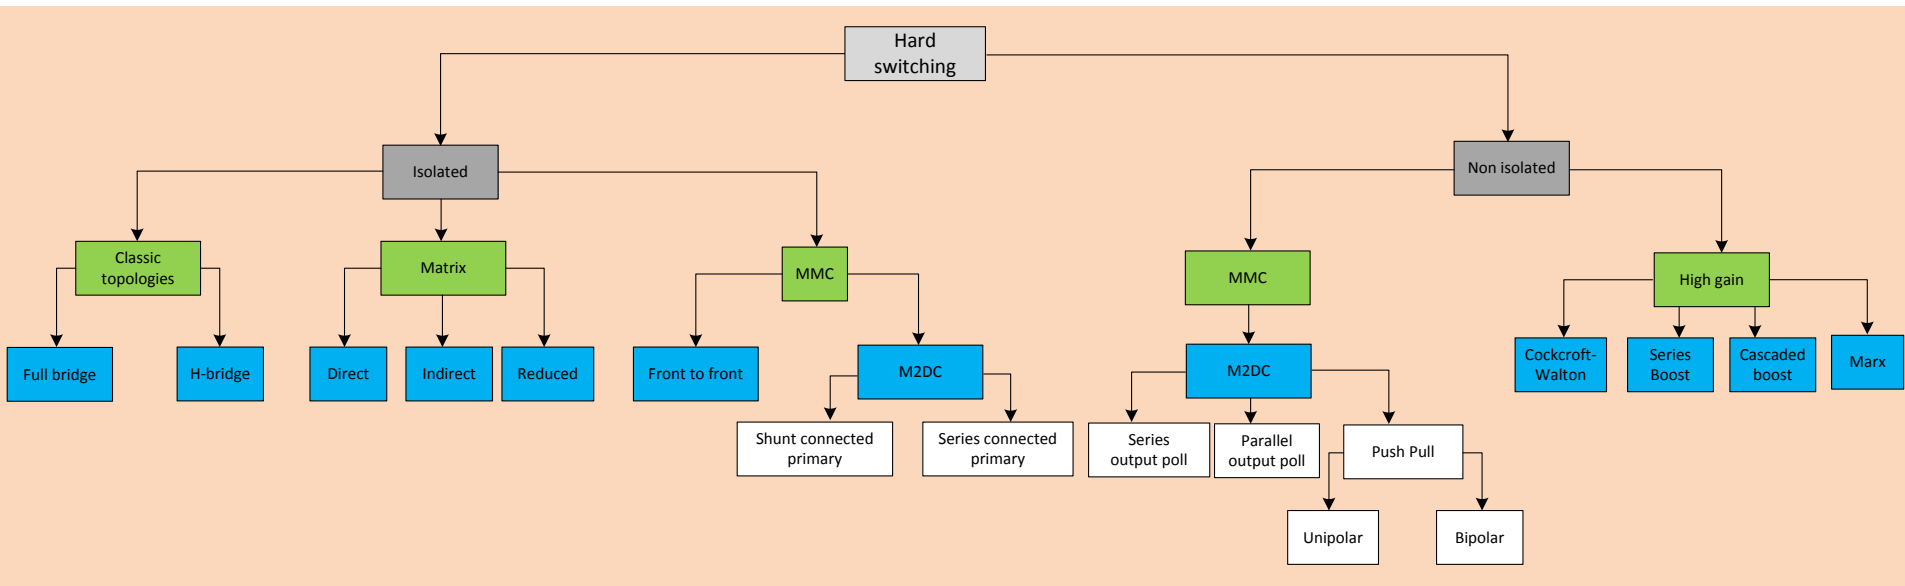 Hard
switching
Isolated
Non isolated
Classic
topologies
Matrix
MMC
MMC
High gain
Full bridge
H-bridge
Direct
Indirect
Reduced
Front to front
M2DC
M2DC
Cockcroft-
Walton
Series
Boost
Cascaded
boost
Marx
Shunt connected
primary
Series connected
primary
Series
output poll
Parallel
output poll
Push Pull
Unipolar
Bipolar